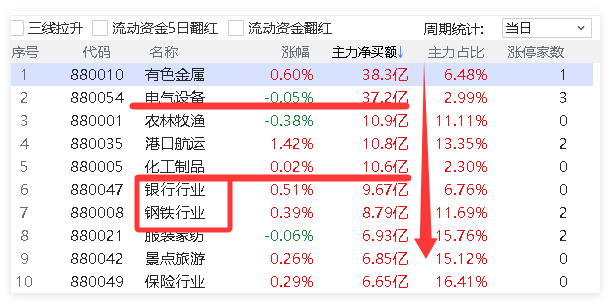 三线拉升 流动资金5日翻红 流动资金翻红 周期统计: 当日
序号 代码 名称 涨幅 主力净买额↓ 主力占比 涨停家数
1 880010 有色金属 0.60% 38.3亿 6.48% 1
2 880054 电气设备 -0.05% 37.2亿 2.99% 3
3 880001 农林牧渔 -0.38% 10.9亿 11.11% 0
4 880035 港口航运 1.42% 10.8亿 13.35% 2
5 880005 化工制品 0.02% 10.6亿 2.30% 0
6 880047 银行行业 0.51% 9.67亿 6.76% 0
7 880008 钢铁行业 0.39% 8.79亿 11.69% 2
8 880021 服装家纺 -0.06% 6.93亿 15.76% 2
9 880042 景点旅游 0.26% 6.85亿 15.12% 0
10 880049 保险行业 0.29% 6.65亿 16.41% 0